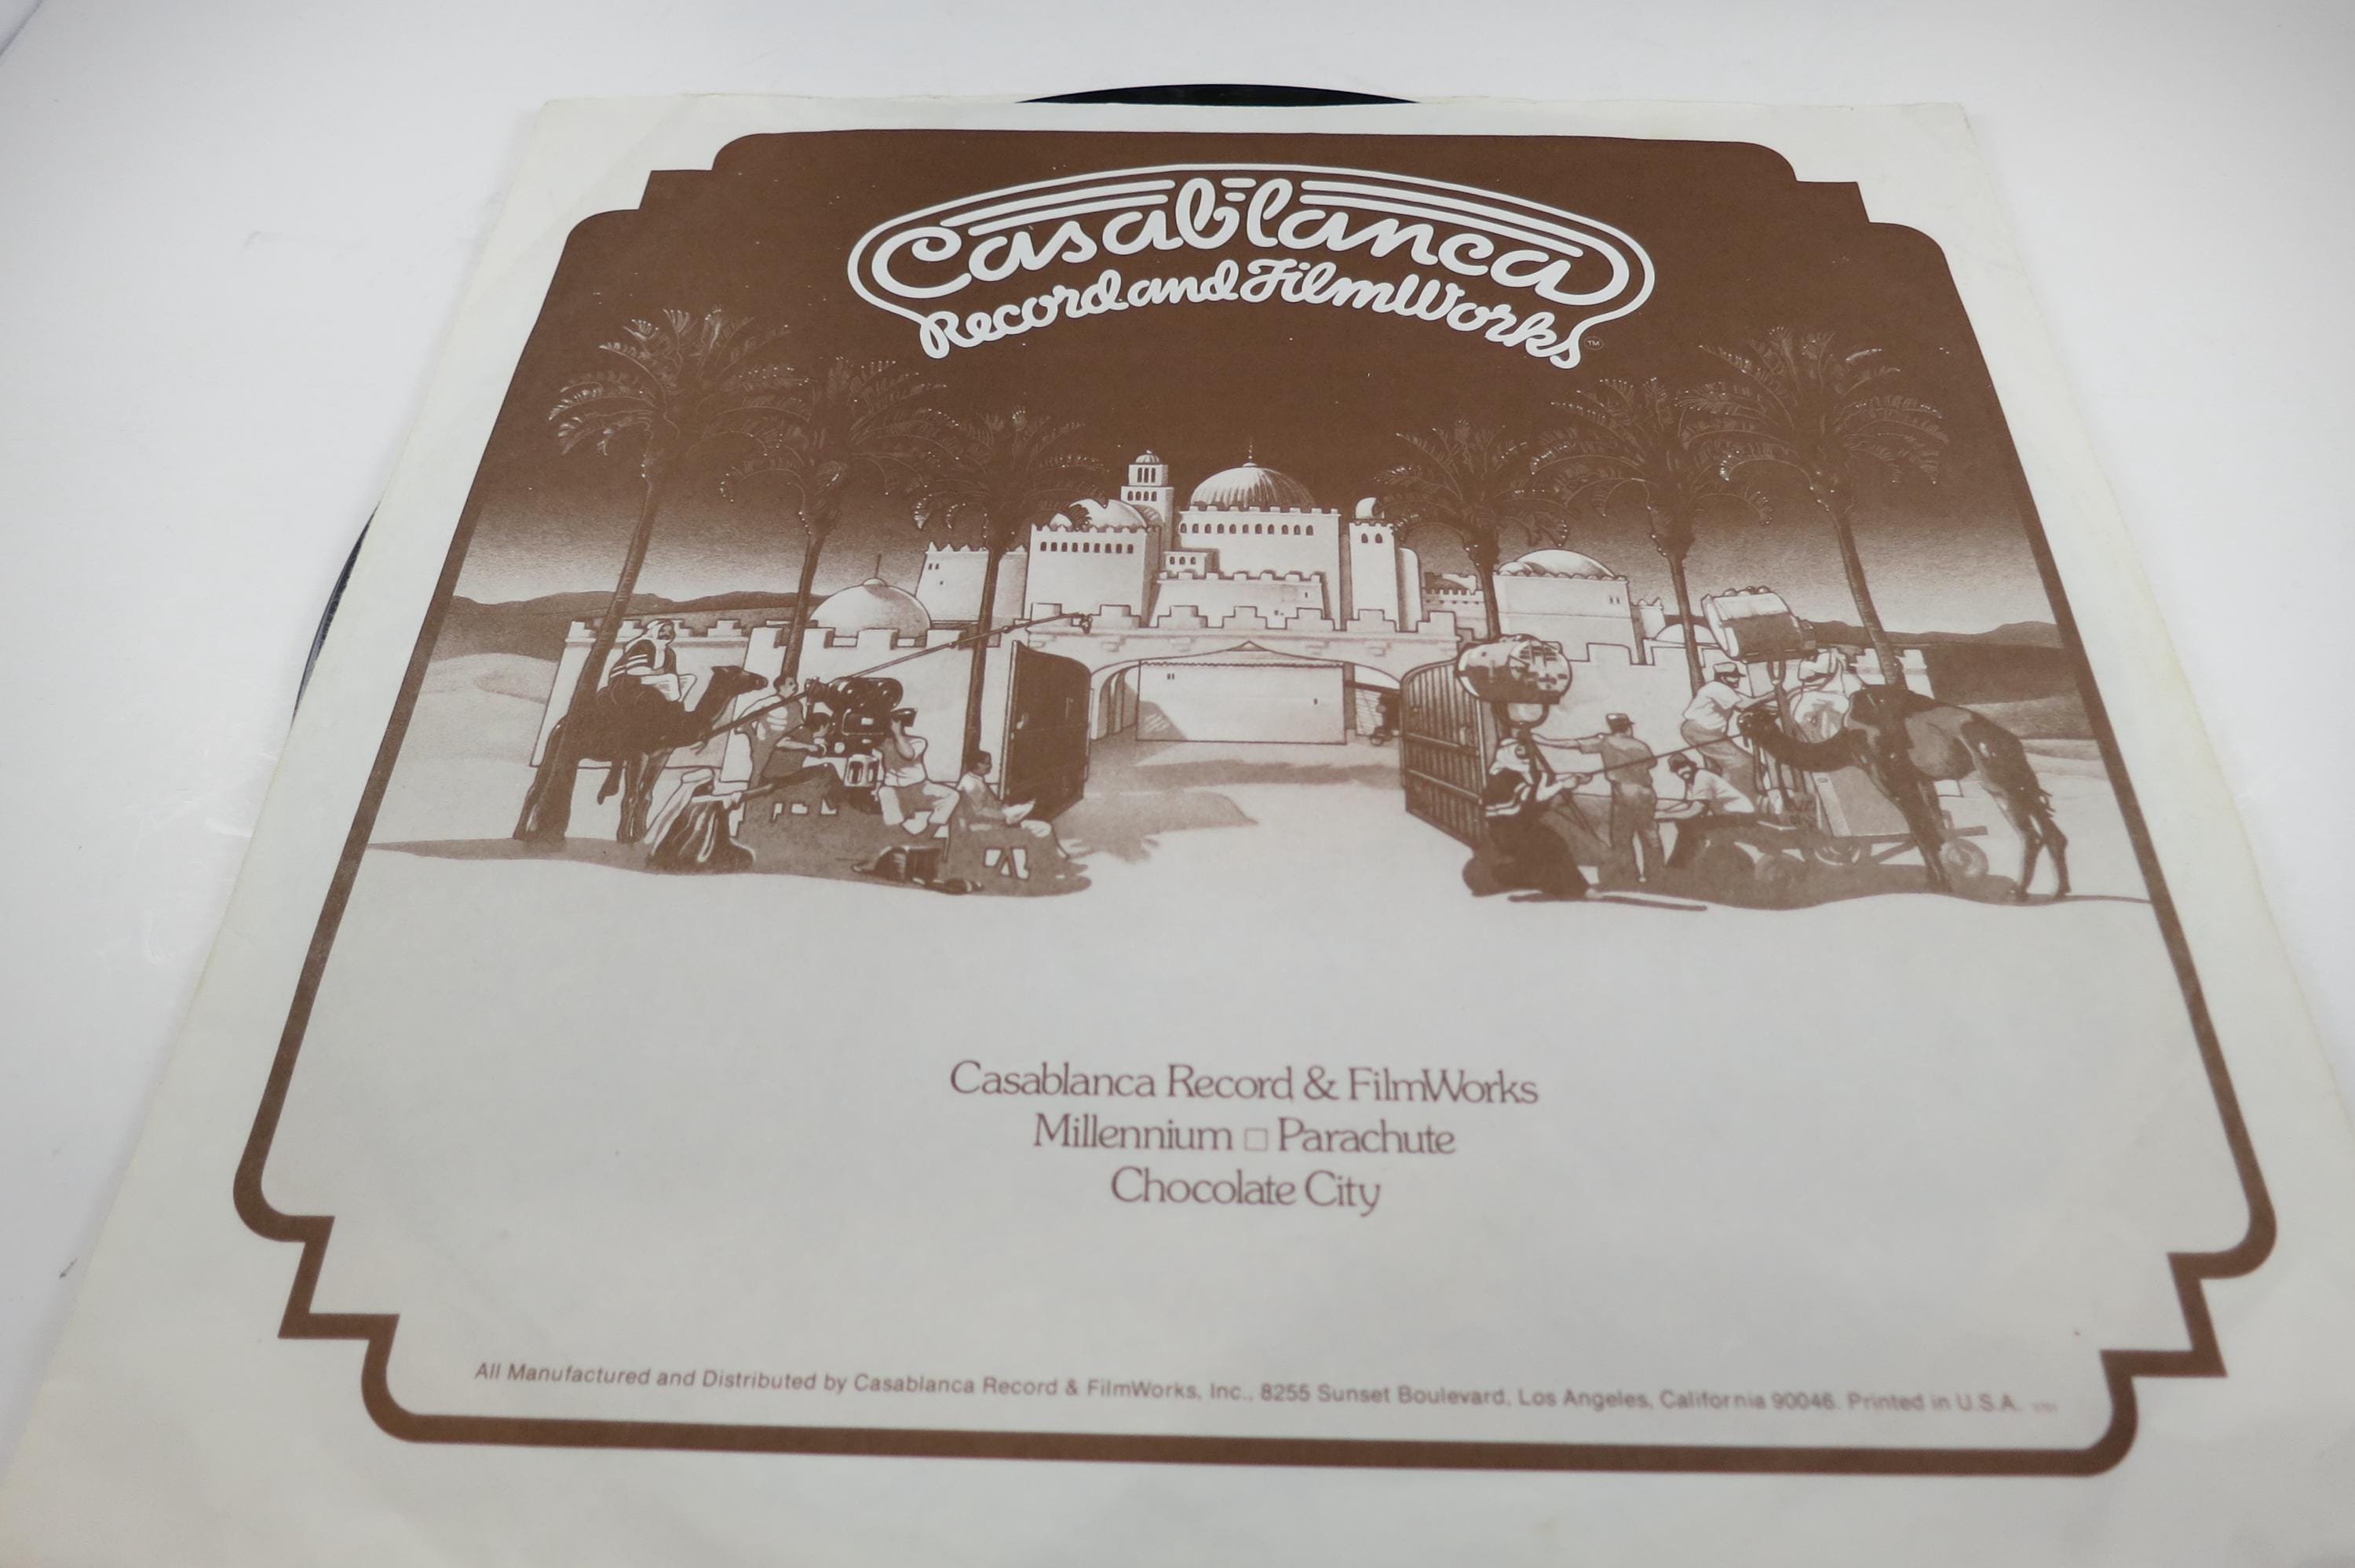 Casablanca
Record and FilmWorks
TM
Casablanca Record & FilmWorks
Millennium □ Parachute
Chocolate City
All Manufactured and Distributed by Casablanca Record & FilmWorks, Inc., 8255 Sunset Boulevard, Los Angeles, California 90046. Printed in U.S.A.